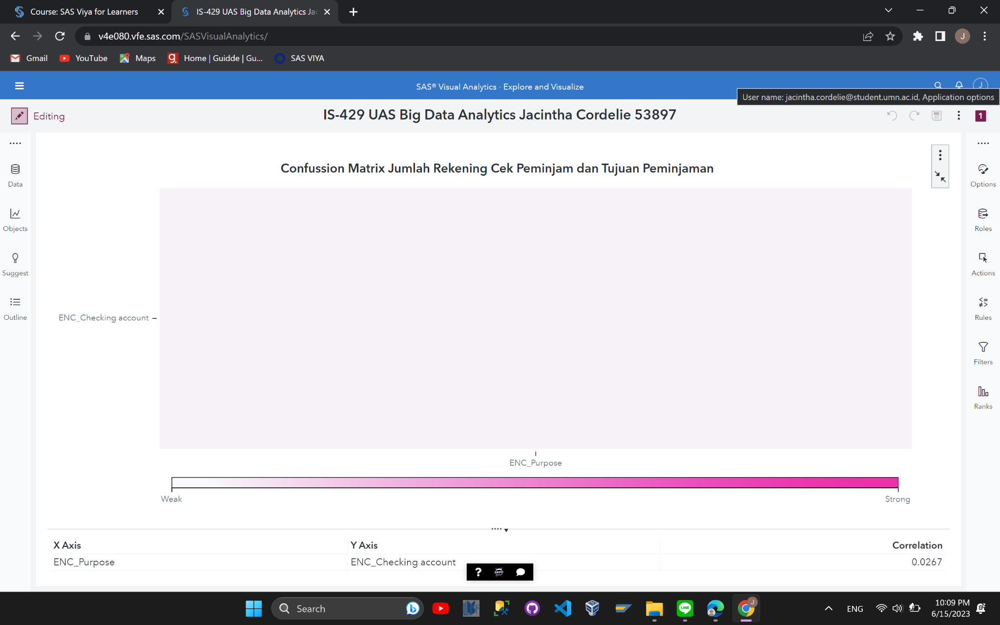 Course: SAS Viya for Learners
IS-429 UAS Big Data Analytics Jac
v4e080.vfe.sas.com/SASVisualAnalytics/
J
Gmail
YouTube
Maps
Home | Guidde | Gu...
SAS VIYA
SAS® Visual Analytics - Explore and Visualize
J
User name: jacintha.cordelie@student.umn.ac.id, Application options
Editing
IS-429 UAS Big Data Analytics Jacintha Cordelie 53897
1
Data
Objects
Suggest
Outline
Options
Roles
Actions
Rules
Filters
Ranks
Confussion Matrix Jumlah Rekening Cek Peminjam dan Tujuan Peminjaman
ENC_Checking account
ENC_Purpose
Weak
Strong
X Axis
Y Axis
Correlation
ENC_Purpose
ENC_Checking account
0.0267
?
jupyter
Search
LINE
J
ENG
10:09 PM
6/15/2023